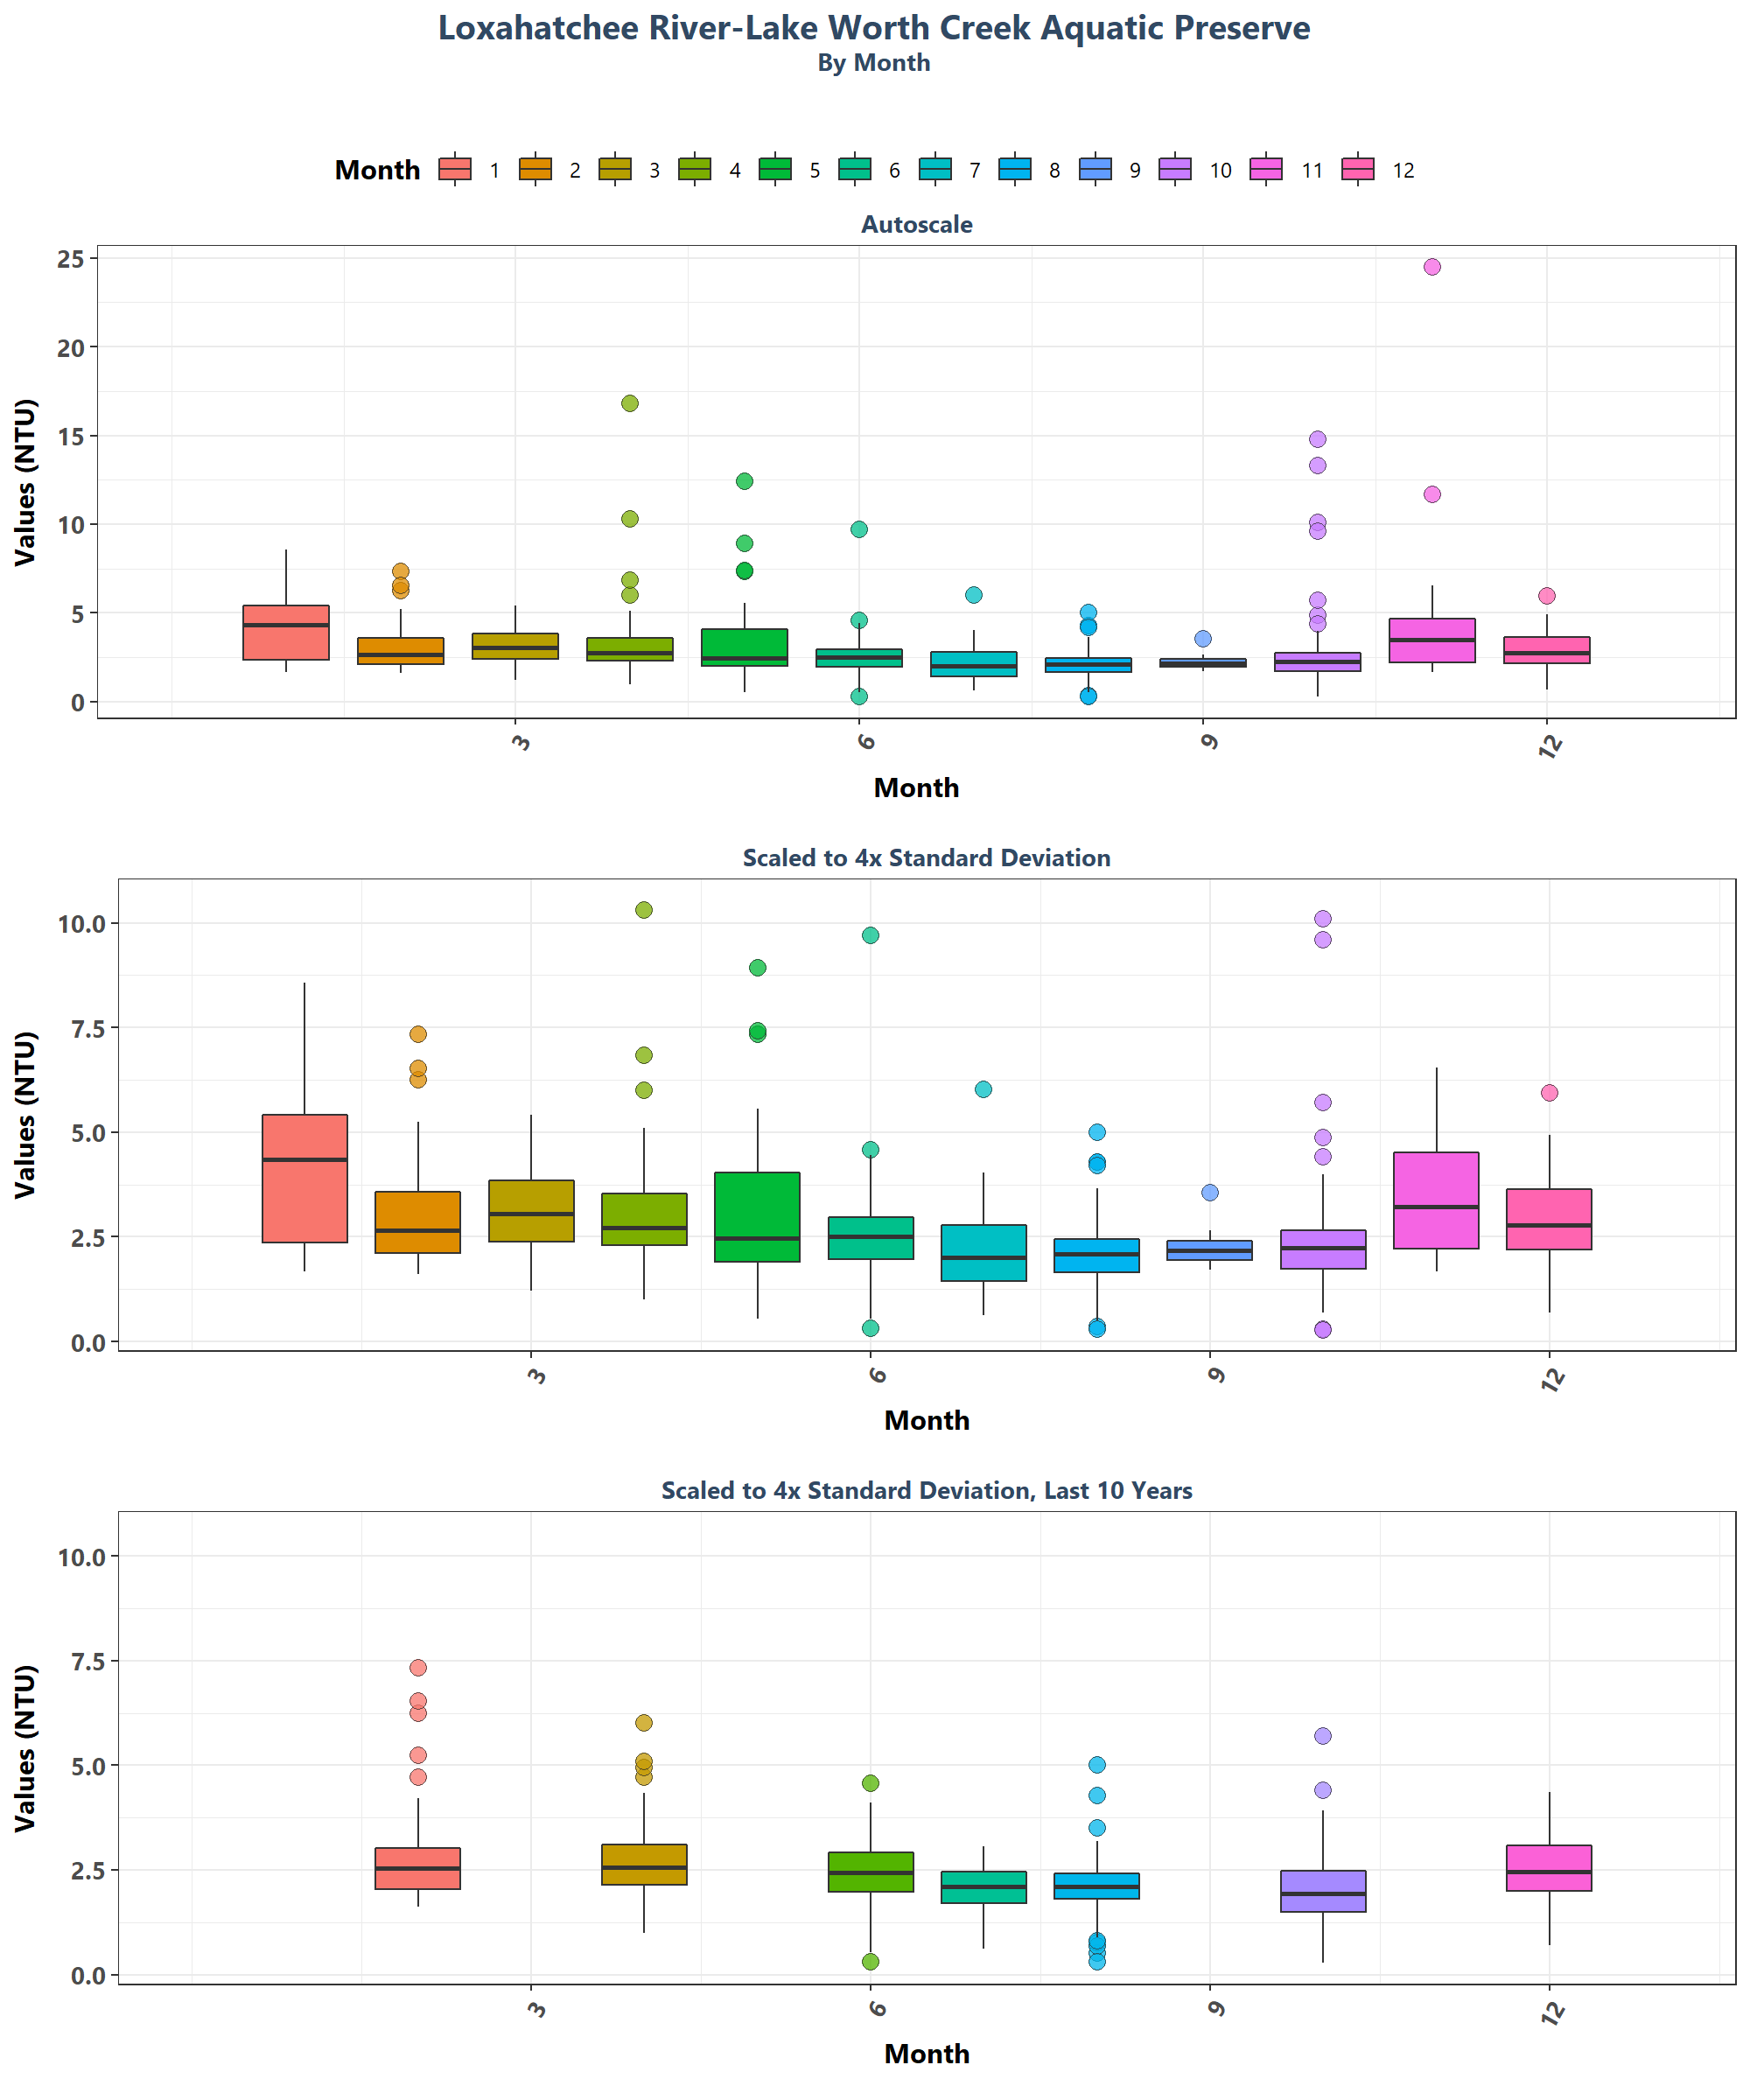 Loxahatchee River-Lake Worth Creek Aquatic Preserve
By Month
Month 1 2 3 4 5 6 7 8 9 10 11 12
Autoscale
Values (NTU)
25
20
15
10
5
0
3 6 9 12
Month
Scaled to 4x Standard Deviation
Values (NTU)
10.0
7.5
5.0
2.5
0.0
3 6 9 12
Month
Scaled to 4x Standard Deviation, Last 10 Years
Values (NTU)
10.0
7.5
5.0
2.5
0.0
3 6 9 12
Month